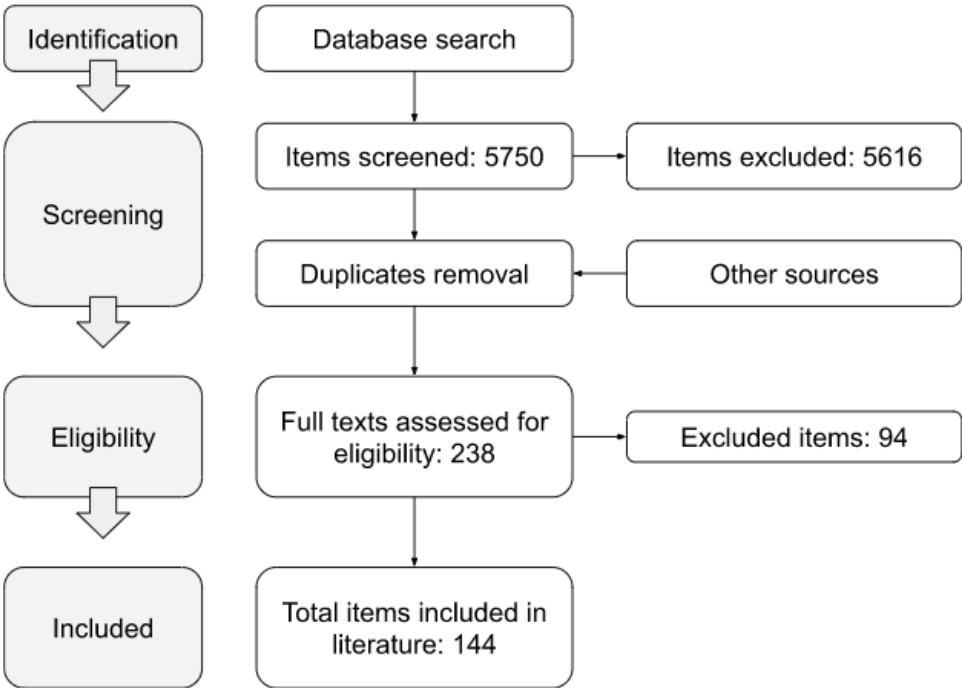 Identification
Database search
Items screened: 5750
Items excluded: 5616
Screening
Duplicates removal
Other sources
Eligibility
Full texts assessed for
eligibility: 238
Excluded items: 94
Included
Total items included in
literature: 144